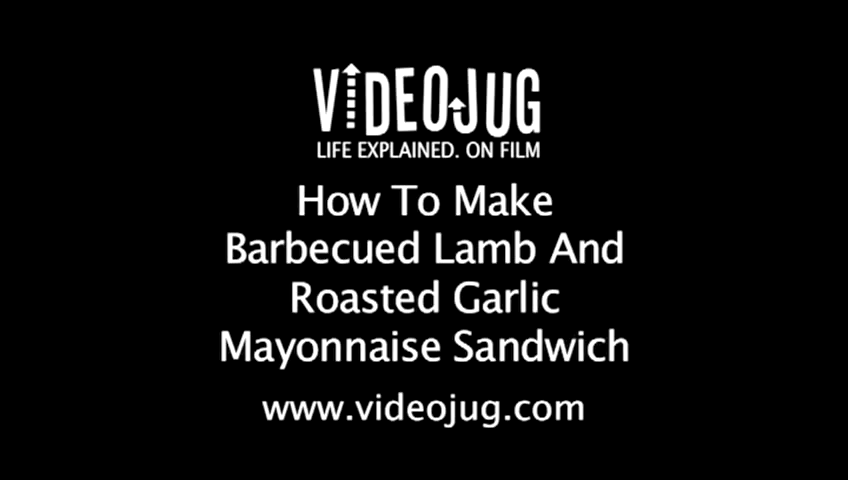 VIDEOJUG
LIFE EXPLAINED. ON FILM
How To Make
Barbecued Lamb And
Roasted Garlic
Mayonnaise Sandwich
www.videojug.com